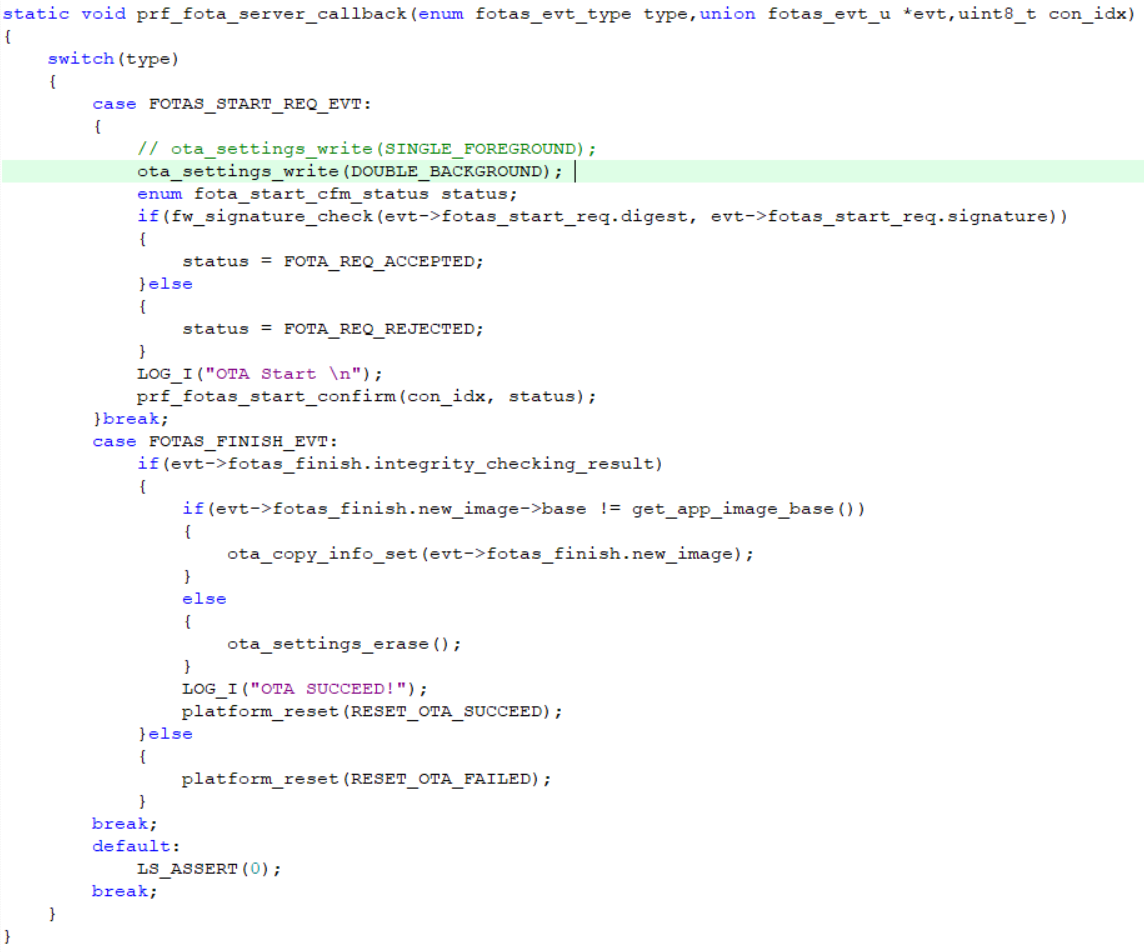 static void prf_fota_server_callback(enum fotas_evt_type type,union fotas_evt_u *evt,uint8_t con_idx)
{
    switch(type)
    {
        case FOTAS_START_REQ_EVT:
        {
            // ota_settings_write(SINGLE_FOREGROUND);
            ota_settings_write(DOUBLE_BACKGROUND);
            enum fota_start_cfm_status status;
            if(fw_signature_check(evt->fotas_start_req.digest, evt->fotas_start_req.signature))
            {
                status = FOTA_REQ_ACCEPTED;
            }else
            {
                status = FOTA_REQ_REJECTED;
            }
            LOG_I("OTA Start \n");
            prf_fotas_start_confirm(con_idx, status);
        }break;
        case FOTAS_FINISH_EVT:
            if(evt->fotas_finish.integrity_checking_result)
            {
                if(evt->fotas_finish.new_image->base != get_app_image_base())
                {
                    ota_copy_info_set(evt->fotas_finish.new_image);
                }
                else
                {
                    ota_settings_erase();
                }
                LOG_I("OTA SUCCEED!");
                platform_reset(RESET_OTA_SUCCEED);
            }else
            {
                platform_reset(RESET_OTA_FAILED);
            }
        break;
        default:
            LS_ASSERT(0);
        break;
    }
}